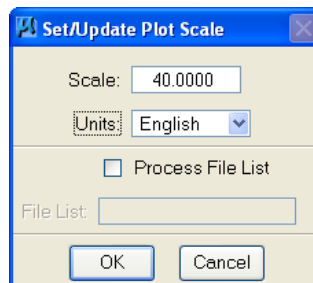 Set/Update Plot Scale
Scale: 40.0000
Units: English
Process File List
File List:
OK Cancel